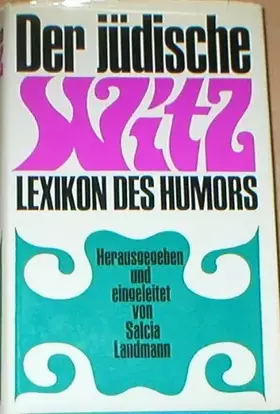 Der jüdische
Witz
LEXIKON DES HUMORS
Herausgegeben
und
eingeleitet
von
Salcia
Landmann